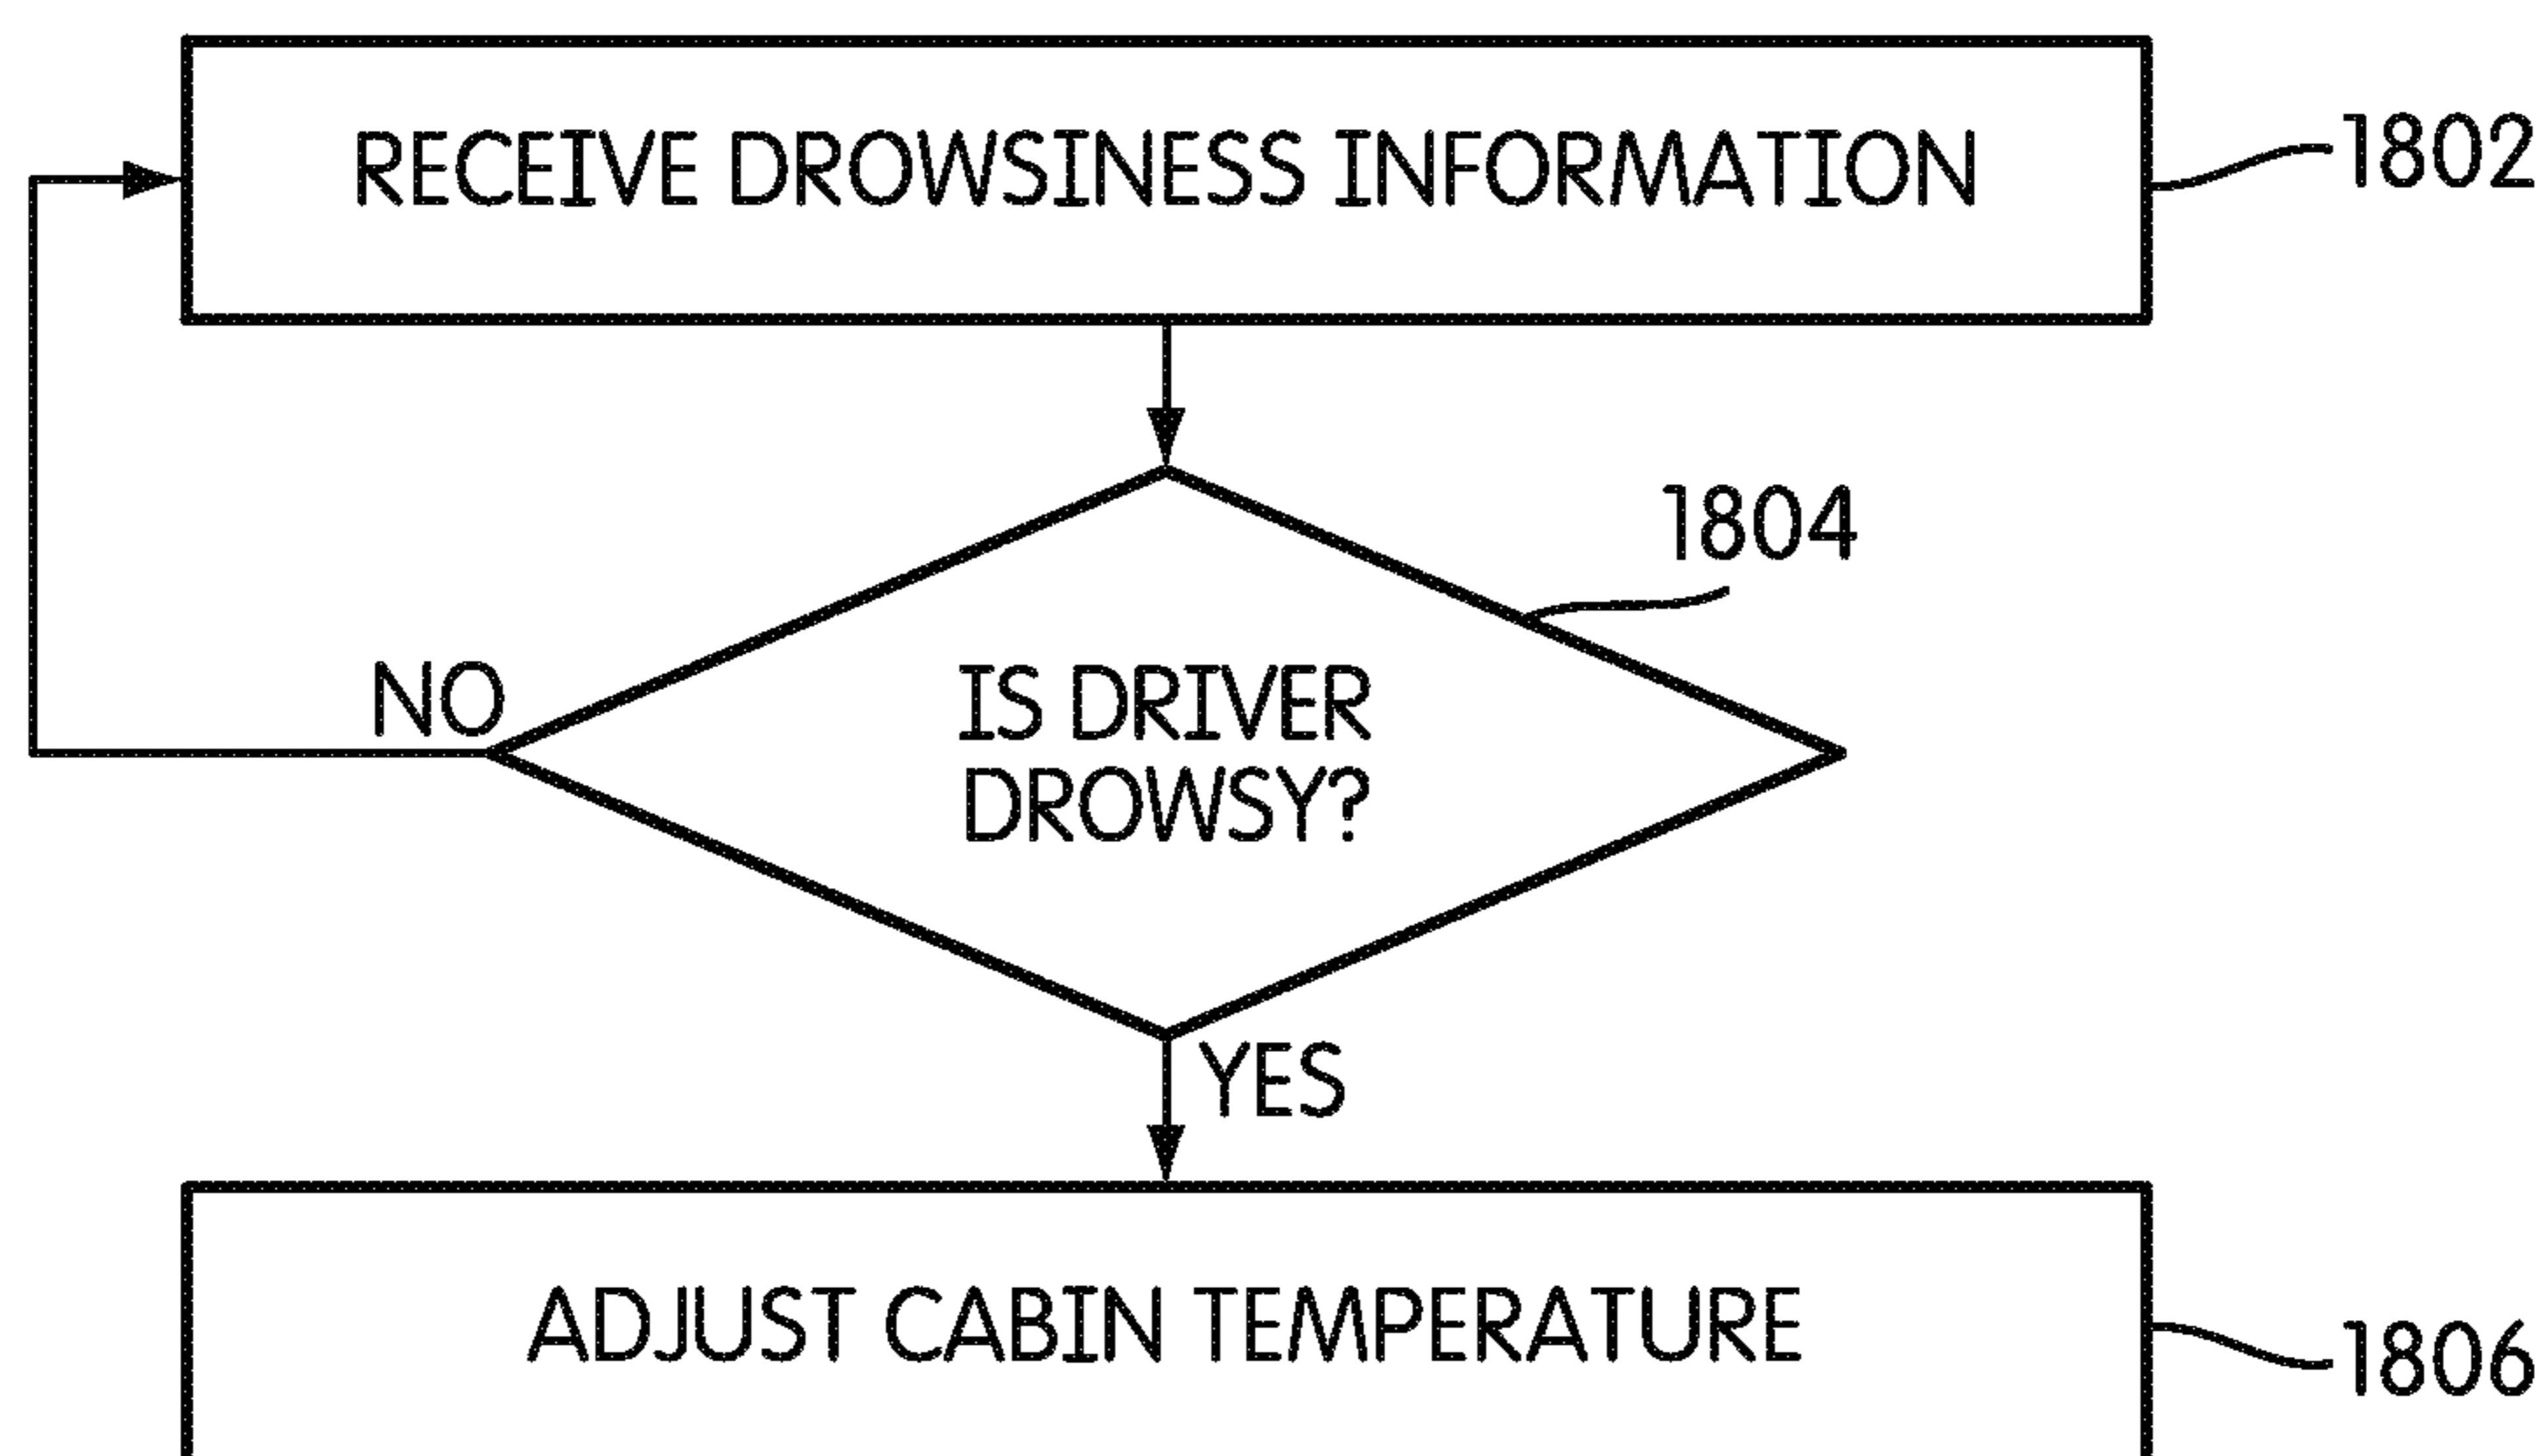 RECEIVE DROWSINESS INFORMATION
1802
1804
IS DRIVER
DROWSY?
NO
YES
ADJUST CABIN TEMPERATURE
1806